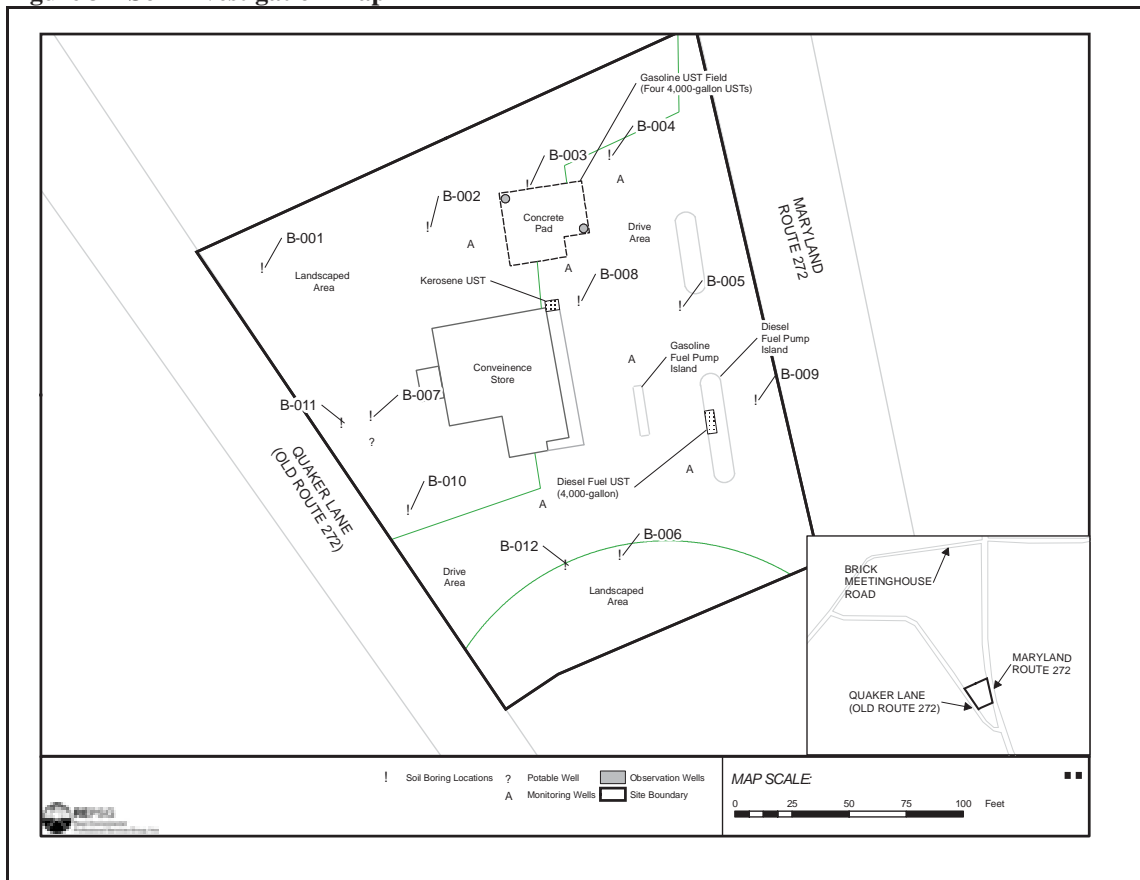 Gasoline UST Field
(Four 4,000-gallon USTs)
B-004
B-003
A
B-002
Concrete
Pad
Drive
Area
MARYLAND
ROUTE 272
B-001
A
Landscaped
Area
A
B-008
Kerosene UST
B-005
Diesel
Fuel Pump
Island
Gasoline
Fuel Pump
Island
A
Conveinence
Store
B-009
B-007
B-011
?
QUAKER LANE
(OLD ROUTE 272)
A
Diesel Fuel UST
(4,000-gallon)
B-010
A
B-006
B-012
Drive
Area
Landscaped
Area
BRICK
MEETINGHOUSE
ROAD
MARYLAND
ROUTE 272
QUAKER LANE
(OLD ROUTE 272)
! Soil Boring Locations ? Potable Well Observation Wells
A Monitoring Wells Site Boundary
MAP SCALE:
0 25 50 75 100 Feet
REPSG